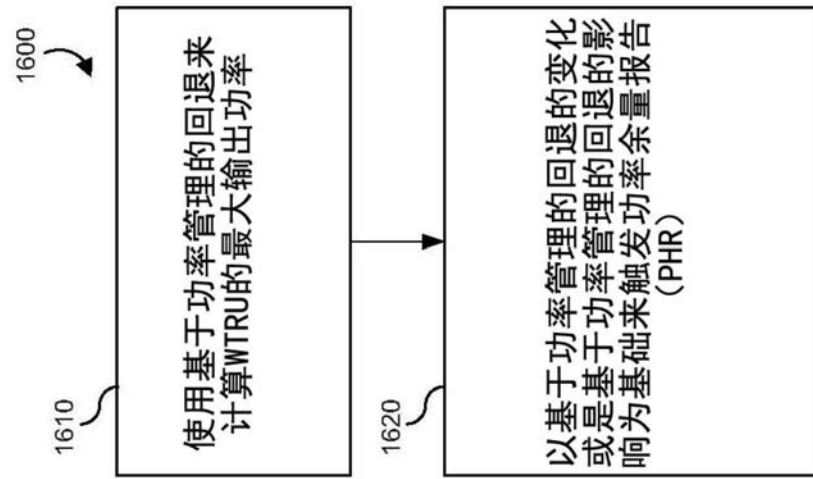 1600
1610
使用基于功率管理的回退来
计算WTRU的最大输出功率
1620
以基于功率管理的回退的变化
或是基于功率管理的回退的影
响为基础来触发功率余量报告
(PHR)